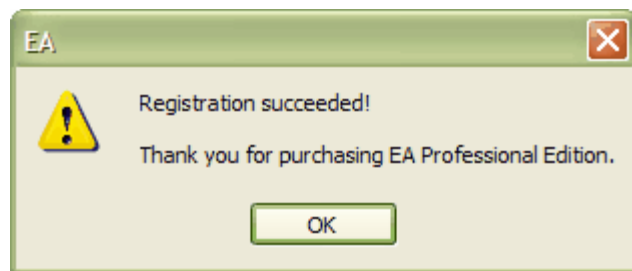 EA
Registration succeeded!
Thank you for purchasing EA Professional Edition.
OK